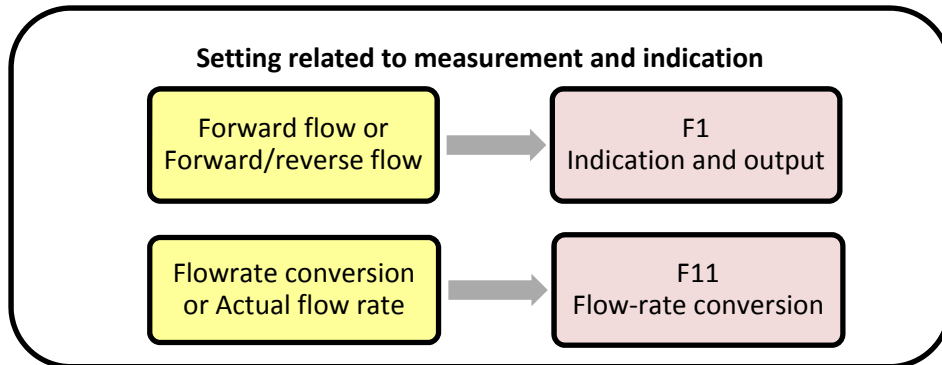 Setting related to measurement and indication
Forward flow or
Forward/reverse flow
F1
Indication and output
Flowrate conversion
or Actual flow rate
F11
Flow-rate conversion